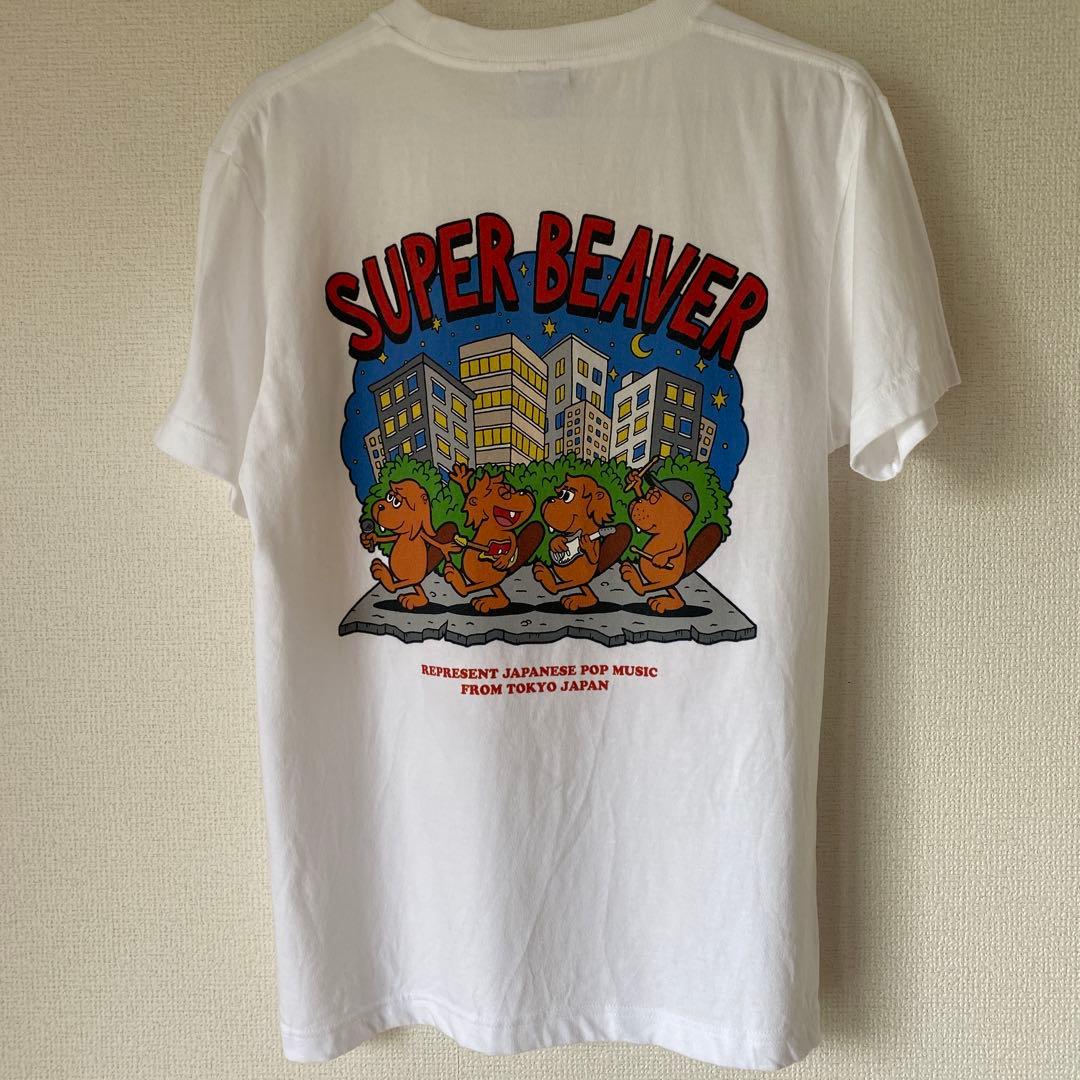 SUPER BEAVER
REPRESENT JAPANESE POP MUSIC
FROM TOKYO JAPAN